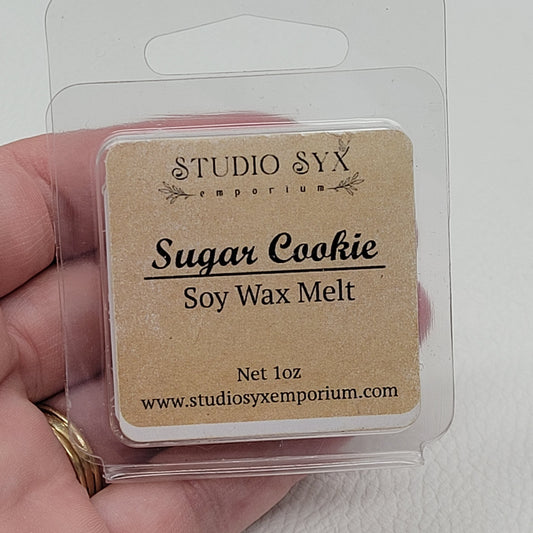 STUDIO SYX
emporium
Sugar Cookie
Soy Wax Melt
Net 1oz
www.studiosyxemporium.com